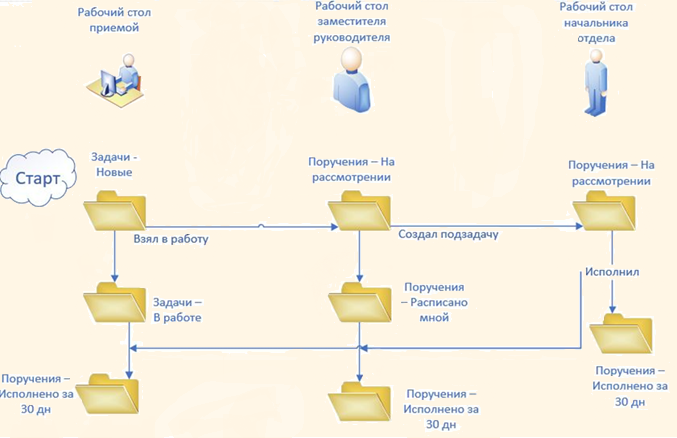 Рабочий стол
приемой
Рабочий стол
заместителя
руководителя
Рабочий стол
начальника
отдела
Старт
Задачи -
Новые
Поручения – На
рассмотрении
Поручения – На
рассмотрении
Взял в работу
Создал подзадачу
Исполнил
Задачи –
В работе
Поручения
– Расписано
мной
Поручения –
Исполнено за
30 дн
Поручения –
Исполнено за
30 дн
Поручения –
Исполнено за
30 дн